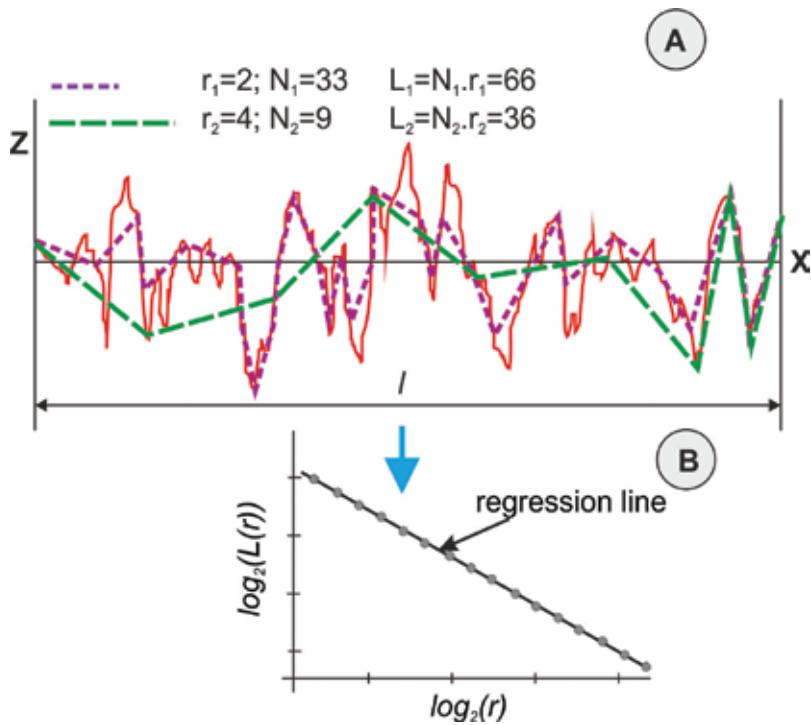 A
r₁=2; N₁=33 L₁=N₁.r₁=66
r₂=4; N₂=9 L₂=N₂.r₂=36
Z
X
l
B
regression line
log₂(L(r))
log₂(r)